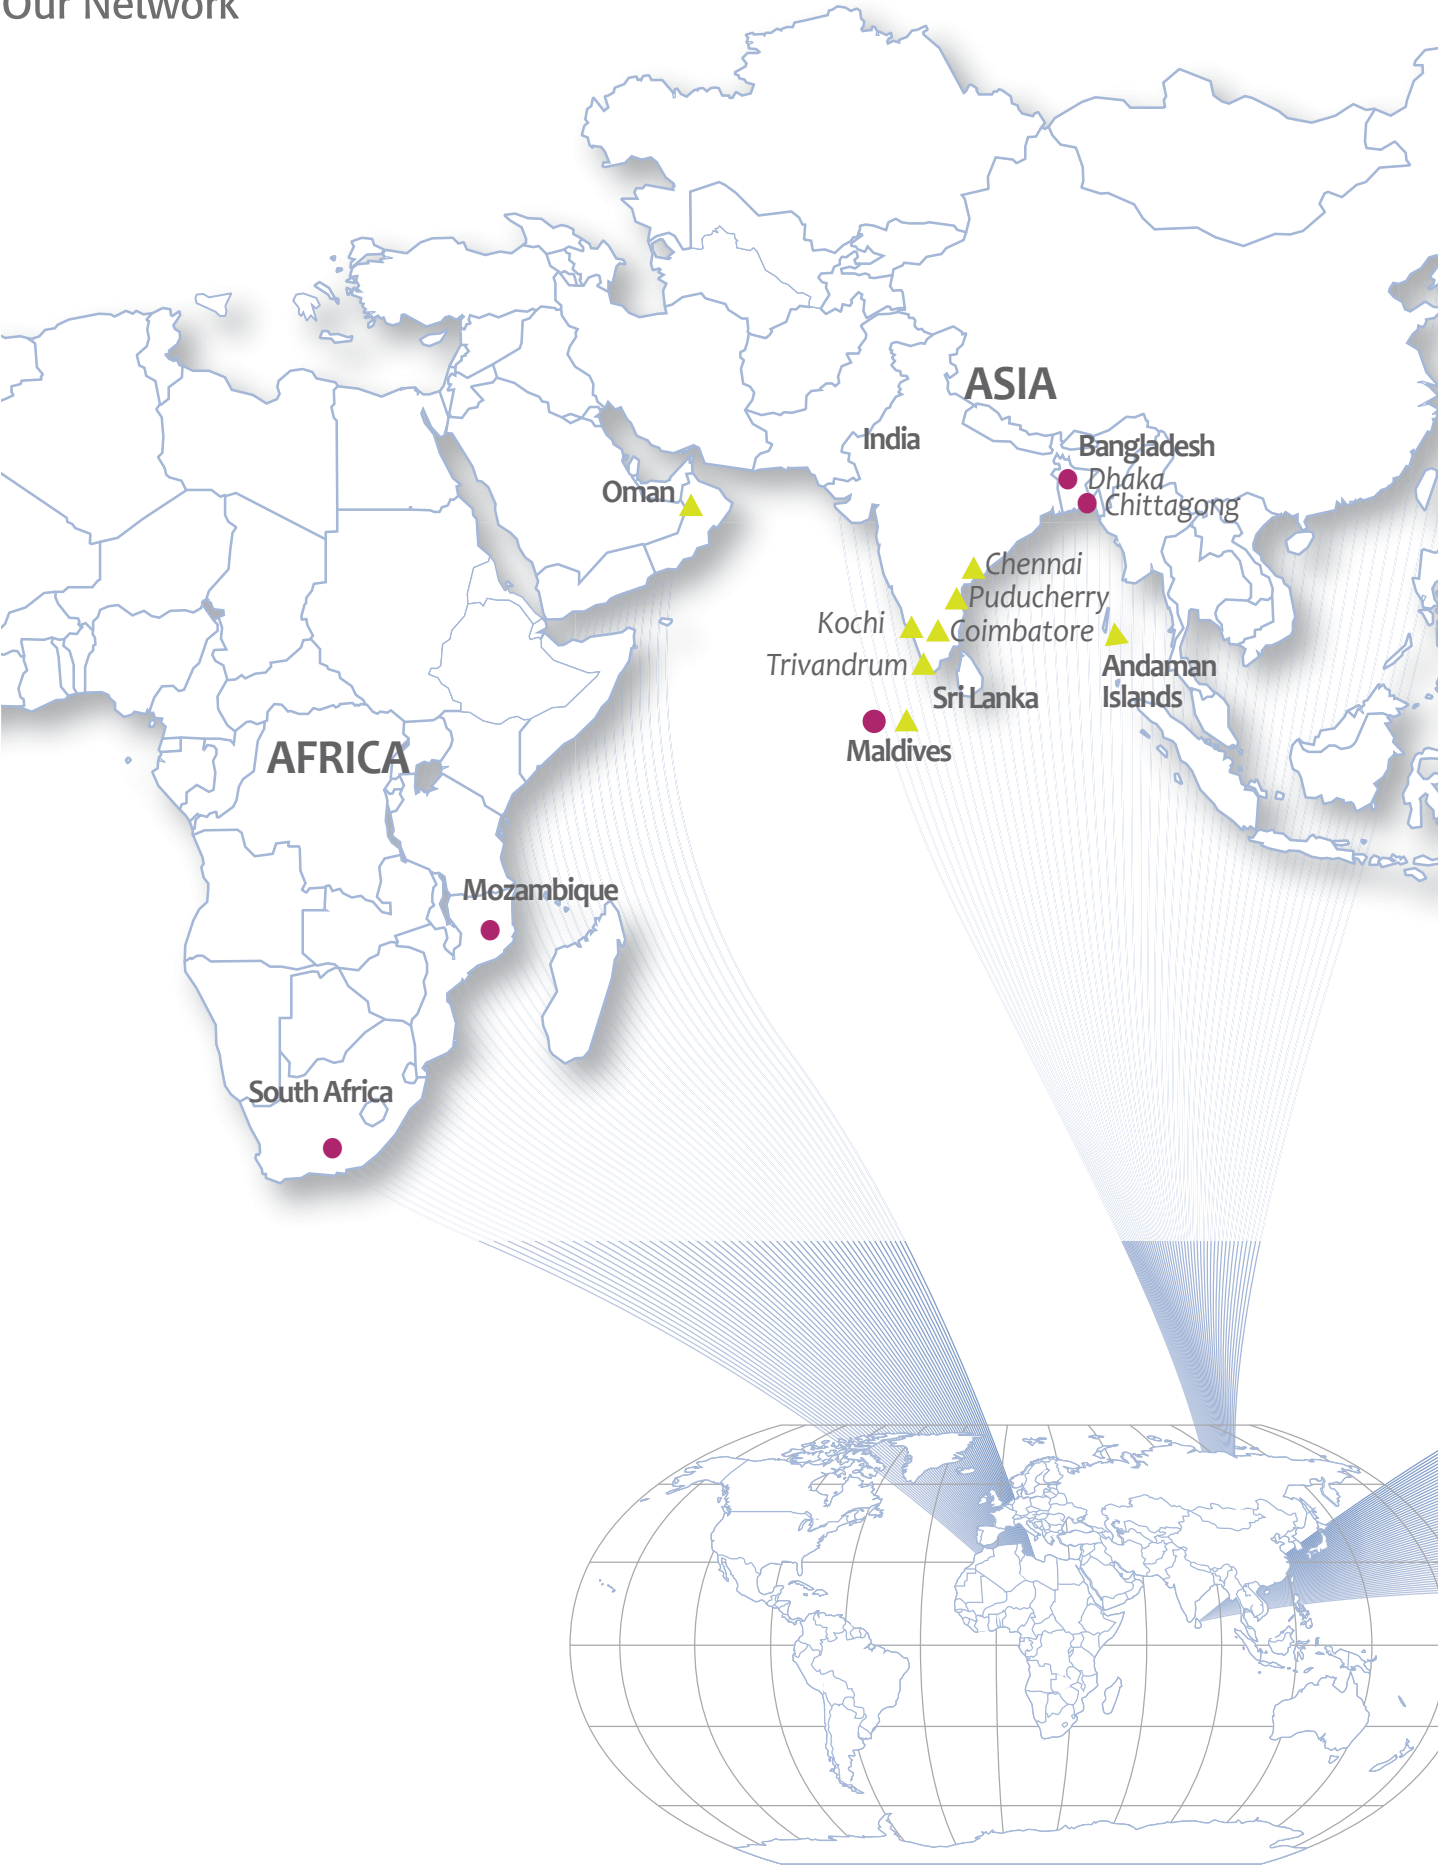 Our Network
ASIA
India
Bangladesh
Dhaka
Chittagong
Oman
Chennai
Puducherry
Kochi
Coimbatore
Trivandrum
Andaman
Islands
Sri Lanka
Maldives
AFRICA
Mozambique
South Africa